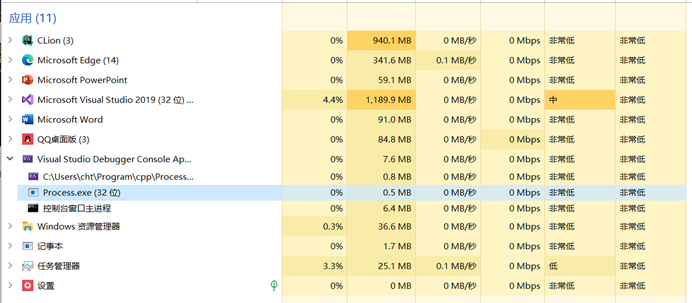 应用 (11)
CLion (3) 0% 940.1 MB 0 MB/秒 0 Mbps 非常低 非常低
Microsoft Edge (14) 0% 341.6 MB 0.1 MB/秒 0 Mbps 非常低 非常低
Microsoft PowerPoint 0% 59.1 MB 0 MB/秒 0 Mbps 非常低 非常低
Microsoft Visual Studio 2019 (32 位) ... 4.4% 1,189.9 MB 0 MB/秒 0 Mbps 中 非常低
Microsoft Word 0% 91.0 MB 0 MB/秒 0 Mbps 非常低 非常低
QQ桌面版 (3) 0% 84.8 MB 0 MB/秒 0 Mbps 非常低 非常低
Visual Studio Debugger Console Ap... 0% 7.6 MB 0 MB/秒 0 Mbps 非常低 非常低
C:\Users\cht\Program\cpp\Proces... 0% 0.8 MB 0 MB/秒 0 Mbps 非常低 非常低
Process.exe (32 位) 0% 0.5 MB 0 MB/秒 0 Mbps 非常低 非常低
控制台窗口主进程 0% 6.4 MB 0 MB/秒 0 Mbps 非常低 非常低
Windows 资源管理器 0.3% 36.6 MB 0 MB/秒 0 Mbps 非常低 非常低
记事本 0% 1.7 MB 0 MB/秒 0 Mbps 非常低 非常低
任务管理器 3.3% 25.1 MB 0.1 MB/秒 0 Mbps 低 非常低
设置 0% 0 MB 0 MB/秒 0 Mbps 非常低 非常低